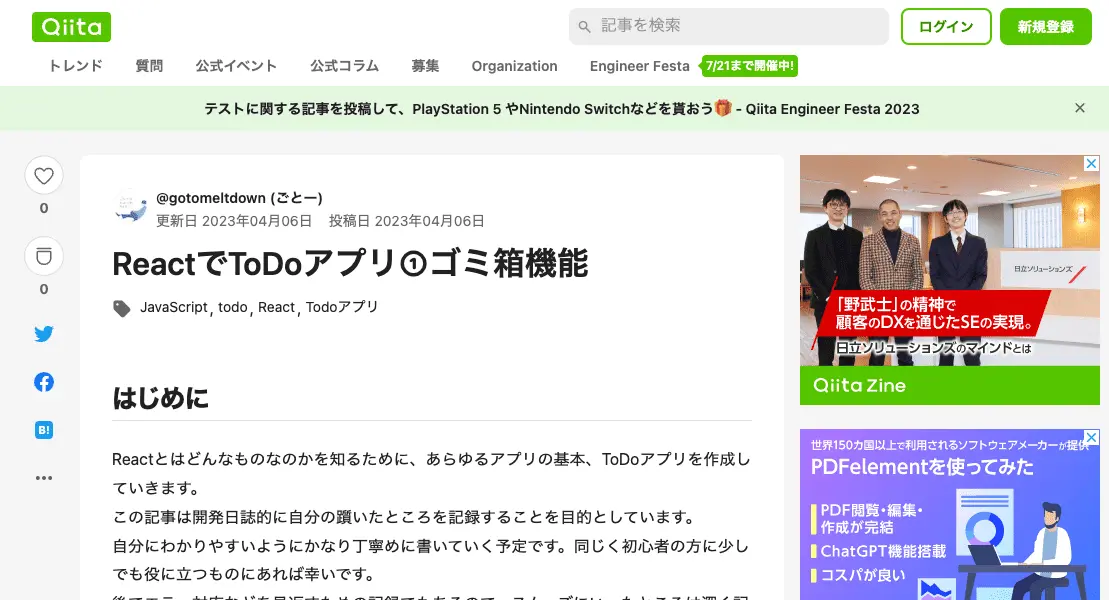 Qiita
記事を検索
ログイン
新規登録
トレンド
質問
公式イベント
公式コラム
募集
Organization
Engineer Festa
7/21まで開催中!
テストに関する記事を投稿して、PlayStation 5 やNintendo Switchなどを貰おう🎁 - Qiita Engineer Festa 2023
@gotomeltdown (ごとー)
更新日 2023年04月06日 投稿日 2023年04月06日
ReactでToDoアプリ①ゴミ箱機能
JavaScript, todo, React, Todoアプリ
はじめに
Reactとはどんなものなのかを知るために、あらゆるアプリの基本、ToDoアプリを作成し
ていきます。
この記事は開発日誌的に自分の躓いたところを記録することを目的としています。
自分にわかりやすいようにかなり丁寧めに書いていく予定です。同じく初心者の方に少し
でも役に立つものにあれば幸いです。
0
0
B!
日立ソリューションズ
「野武士」の精神で
顧客のDXを通じたSEの実現。
日立ソリューションズのマインドとは
Qiita Zine
世界150カ国以上で利用されるソフトウェアメーカーが提供
PDFelementを使ってみた
PDF閲覧・編集・
作成が完結
ChatGPT機能搭載
コスパが良い